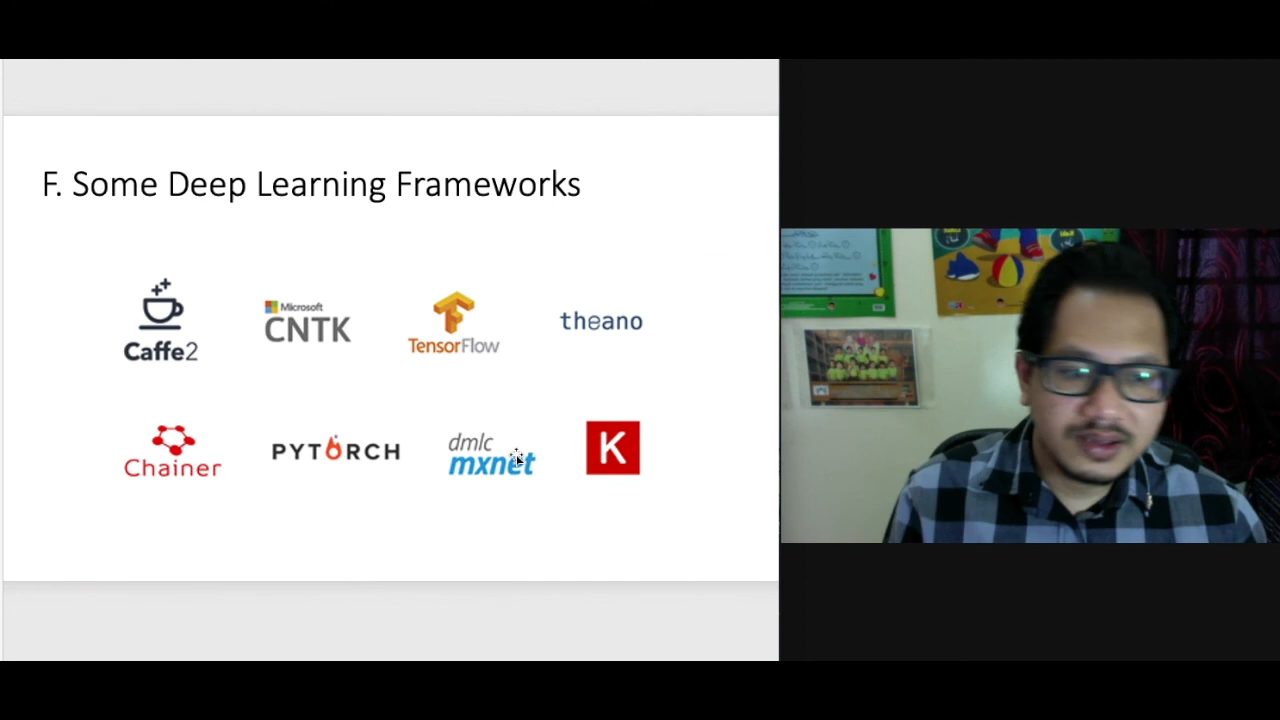 F. Some Deep Learning Frameworks
Caffe2
Microsoft
CNTK
TensorFlow
theano
Chainer
PYTORCH
dmlc
mxnet
K